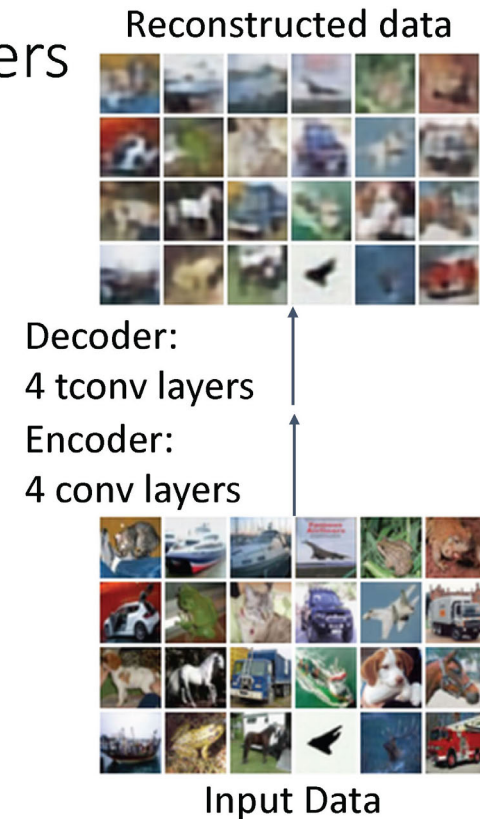 Reconstructed data
ers
Decoder:
4 tconv layers
Encoder:
4 conv layers
Input Data